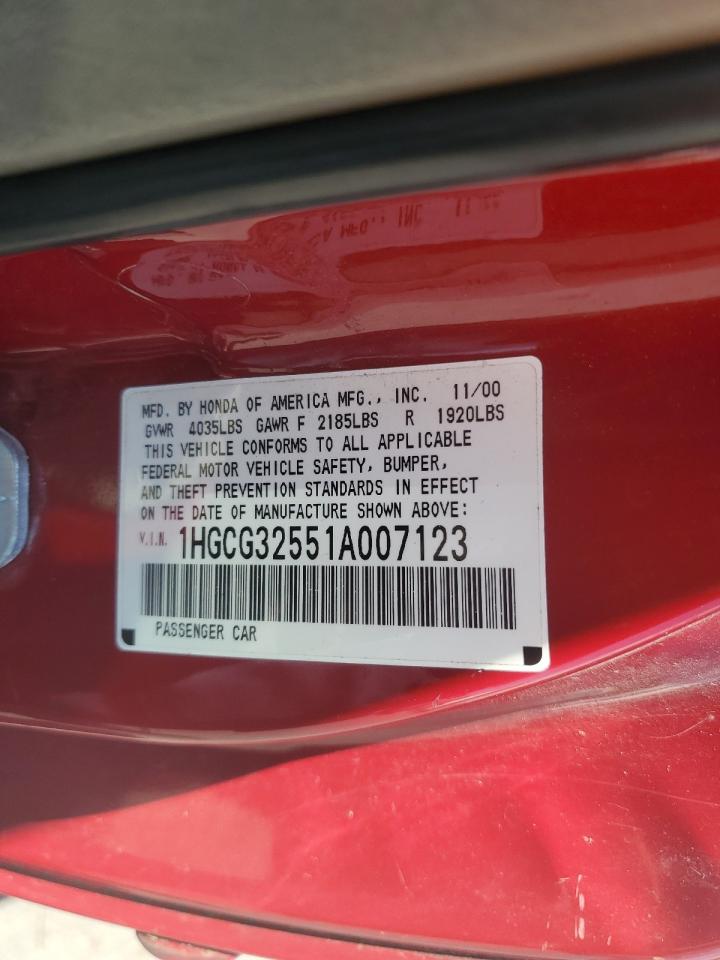 MFD. BY HONDA OF AMERICA MFG., INC. 11/00
GVWR 4035LBS GAWR F 2185LBS R 1920LBS
THIS VEHICLE CONFORMS TO ALL APPLICABLE
FEDERAL MOTOR VEHICLE SAFETY, BUMPER,
AND THEFT PREVENTION STANDARDS IN EFFECT
ON THE DATE OF MANUFACTURE SHOWN ABOVE:
V.I.N. 1HGCG32551A007123
PASSENGER CAR